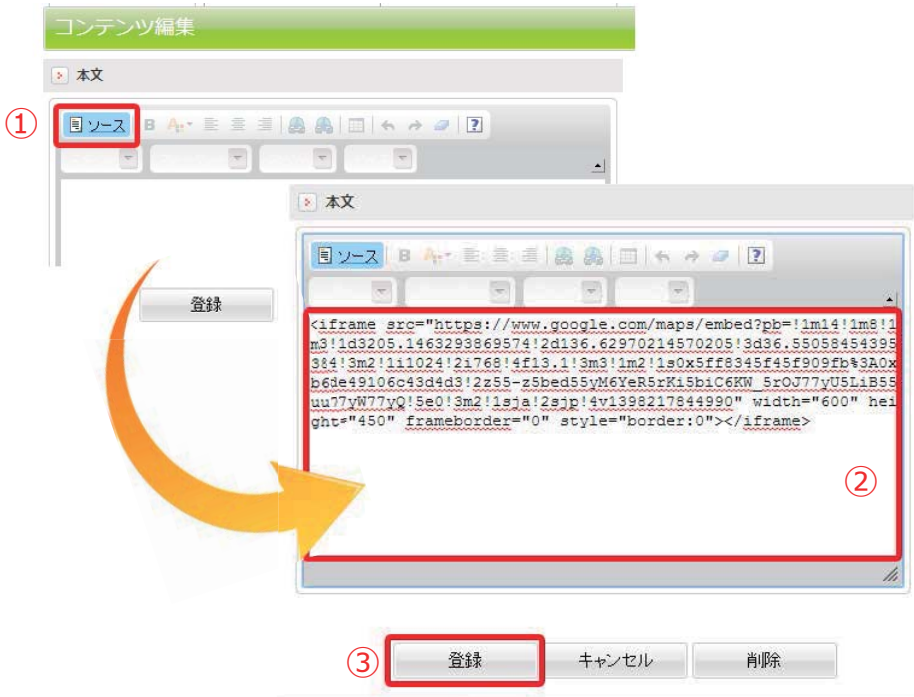 コンテンツ編集
本文
① ソース B A
本文
ソース B A
登録
<iframe src="https://www.google.com/maps/embed?pb=!1m14!1m8!1
m3!1d3205.1463293869574!2d136.62970214570205!3d36.55058454395
384!3m2!1i1024!2i768!4f13.1!3m3!1m2!1s0x5ff8345f45f909fb%3A0x
b6de49106c43d4d3!2z55-z5bed55yM6YeR5rKi5biC6KW_5rOJ77yU5LiB55
uu77yW77yQ!5e0!3m2!1sja!2sjp!4v1398217844990" width="600" hei
ght="450" frameborder="0" style="border:0"></iframe>
②
③ 登録 キャンセル 削除